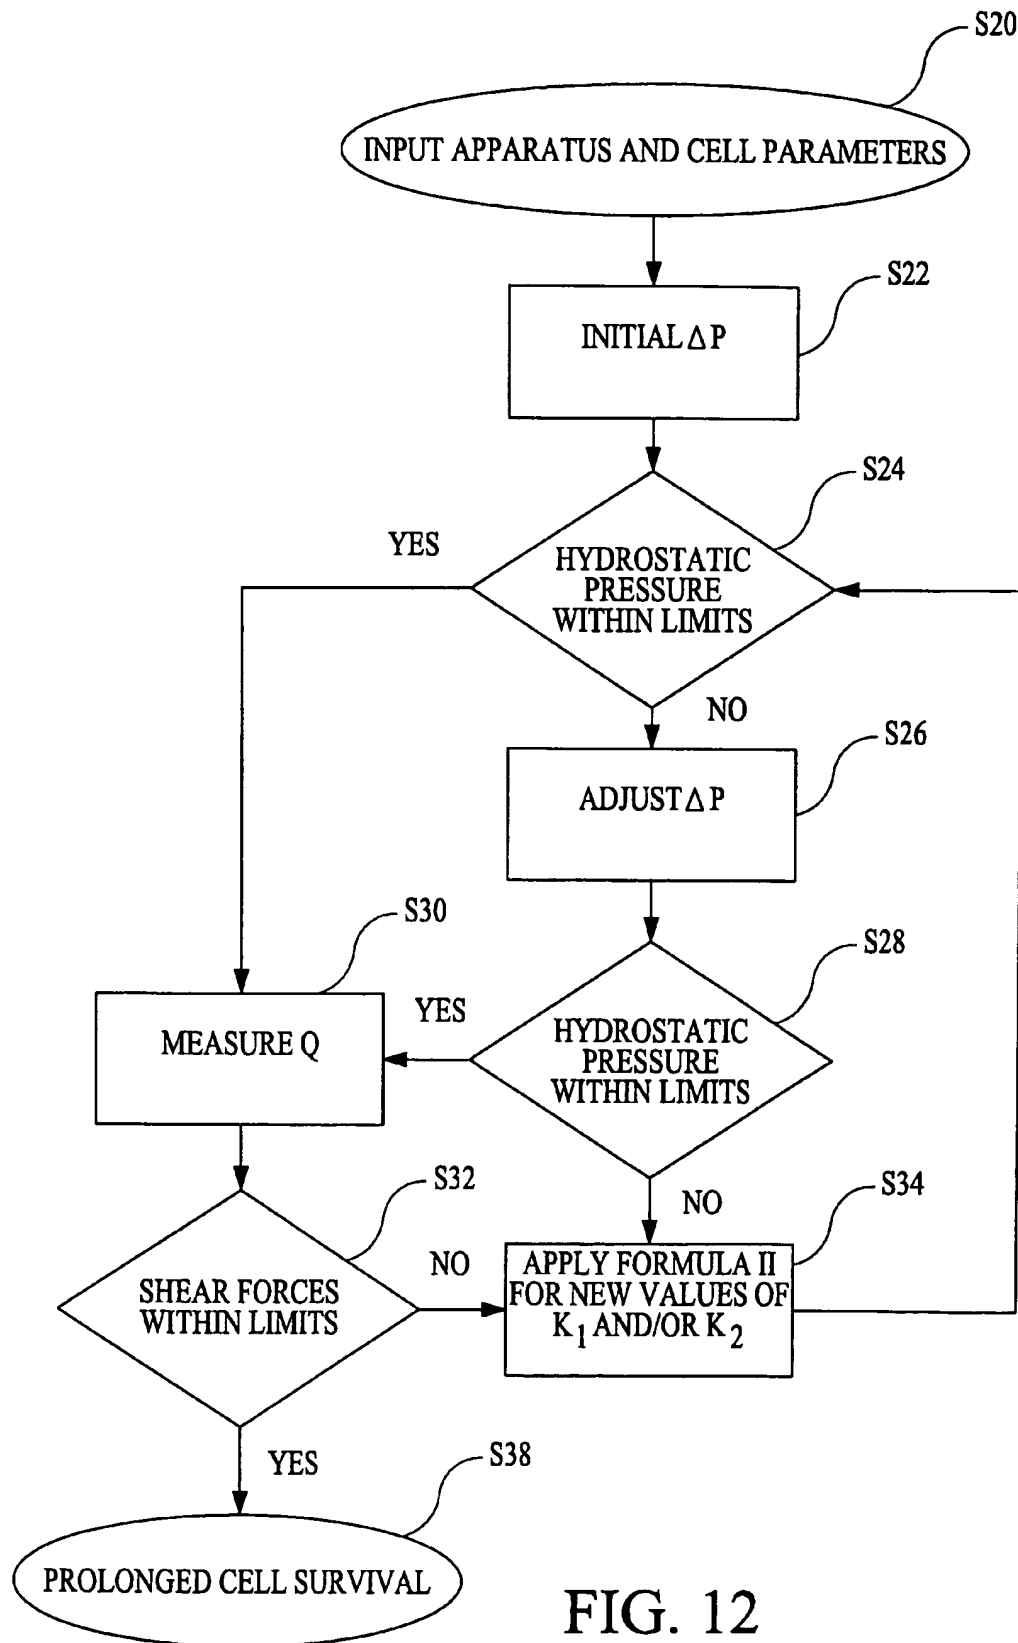 S20
INPUT APPARATUS AND CELL PARAMETERS
S22
INITIAL Δ P
S24
YES
HYDROSTATIC
PRESSURE
WITHIN LIMITS
NO
S26
ADJUST Δ P
S30
S28
MEASURE Q
YES
HYDROSTATIC
PRESSURE
WITHIN LIMITS
S32
NO
S34
SHEAR FORCES
WITHIN LIMITS
NO
APPLY FORMULA II
FOR NEW VALUES OF
K1 AND/OR K2
YES
S38
PROLONGED CELL SURVIVAL
FIG. 12